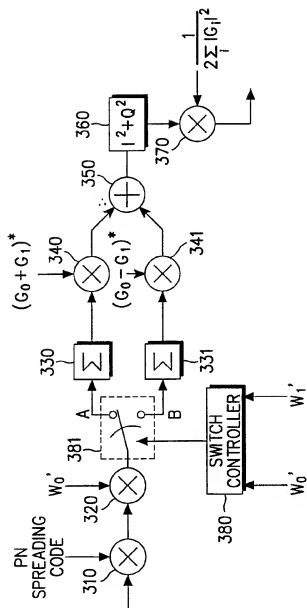 PN
SPREADING
CODE
310
W₀'
320
381
A
B
SWITCH
CONTROLLER
380
W₀'
W₁'
Σ
330
Σ
331
(G₀+G₁)*
340
(G₀-G₁)*
341
350
360
I²+Q²
370
1
2Σ|Gᵢ|²
i